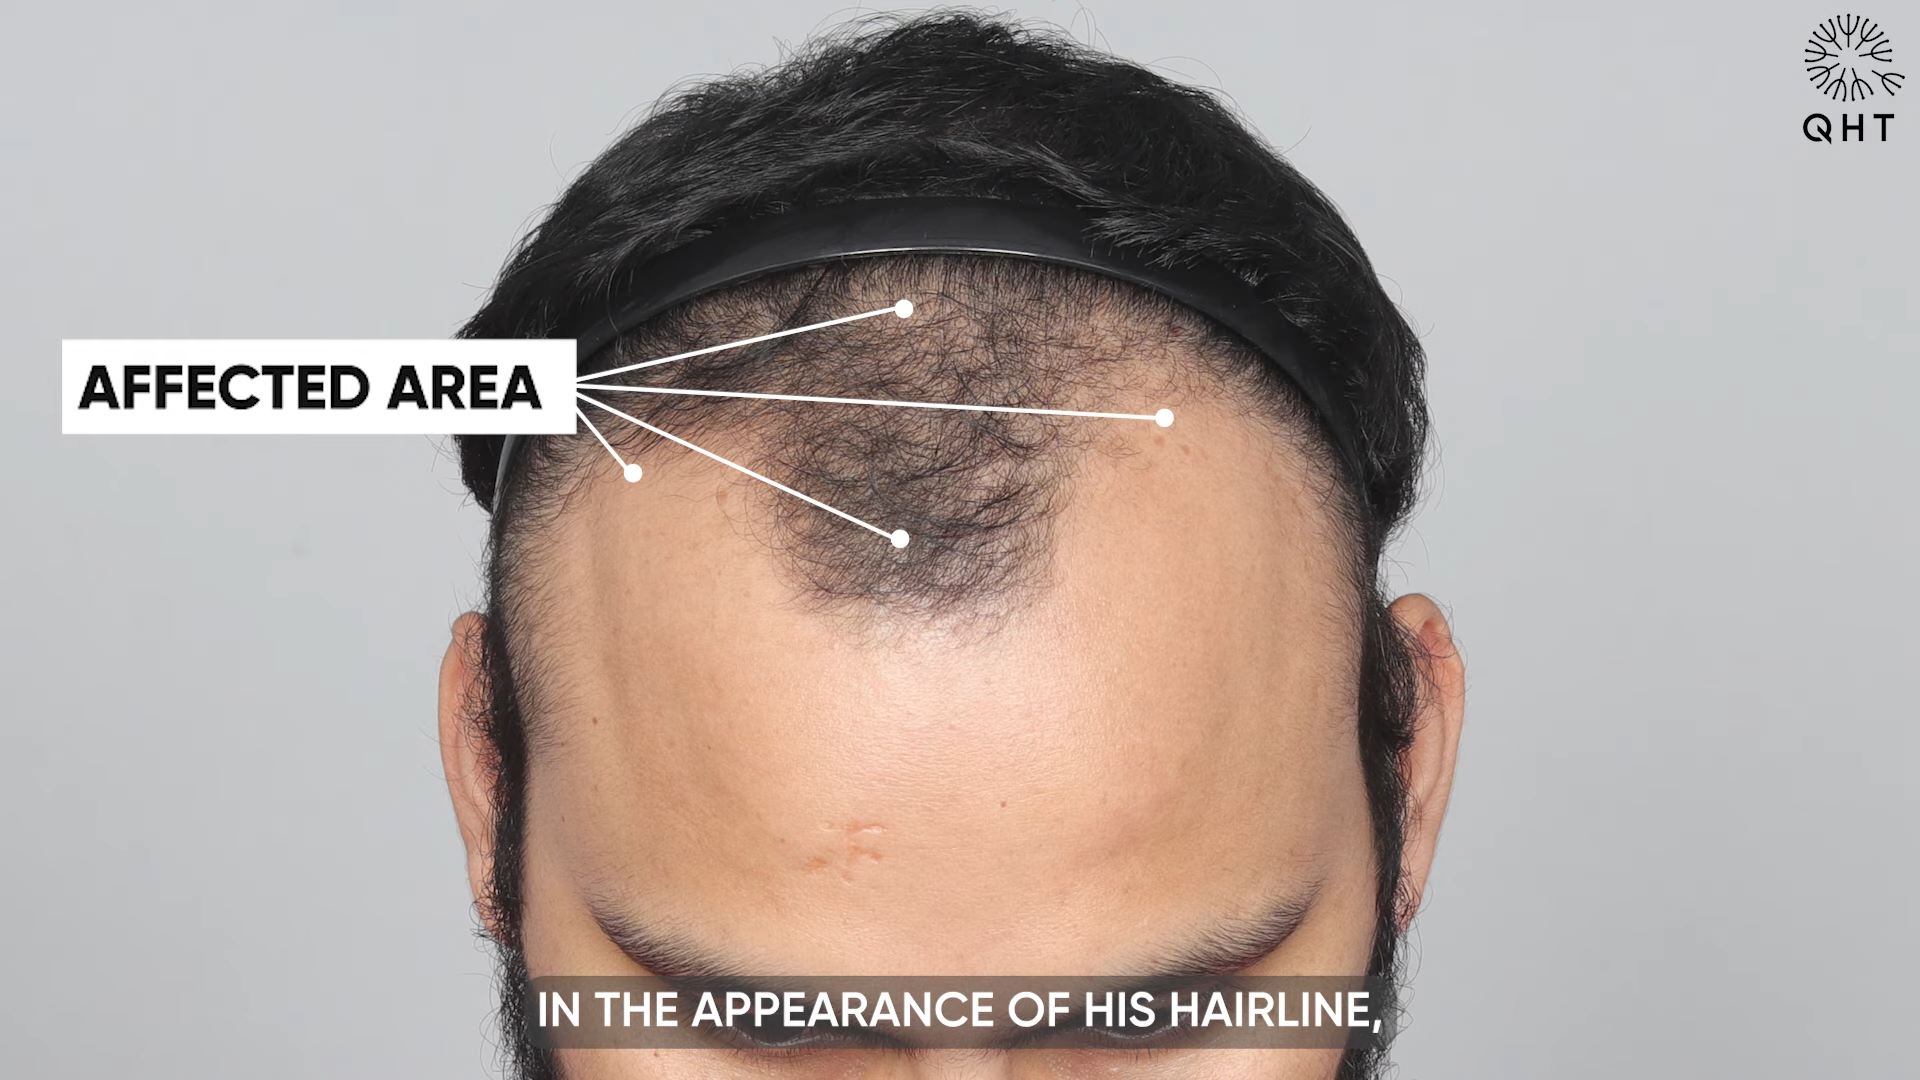 QHT
AFFECTED AREA
IN THE APPEARANCE OF HIS HAIRLINE,